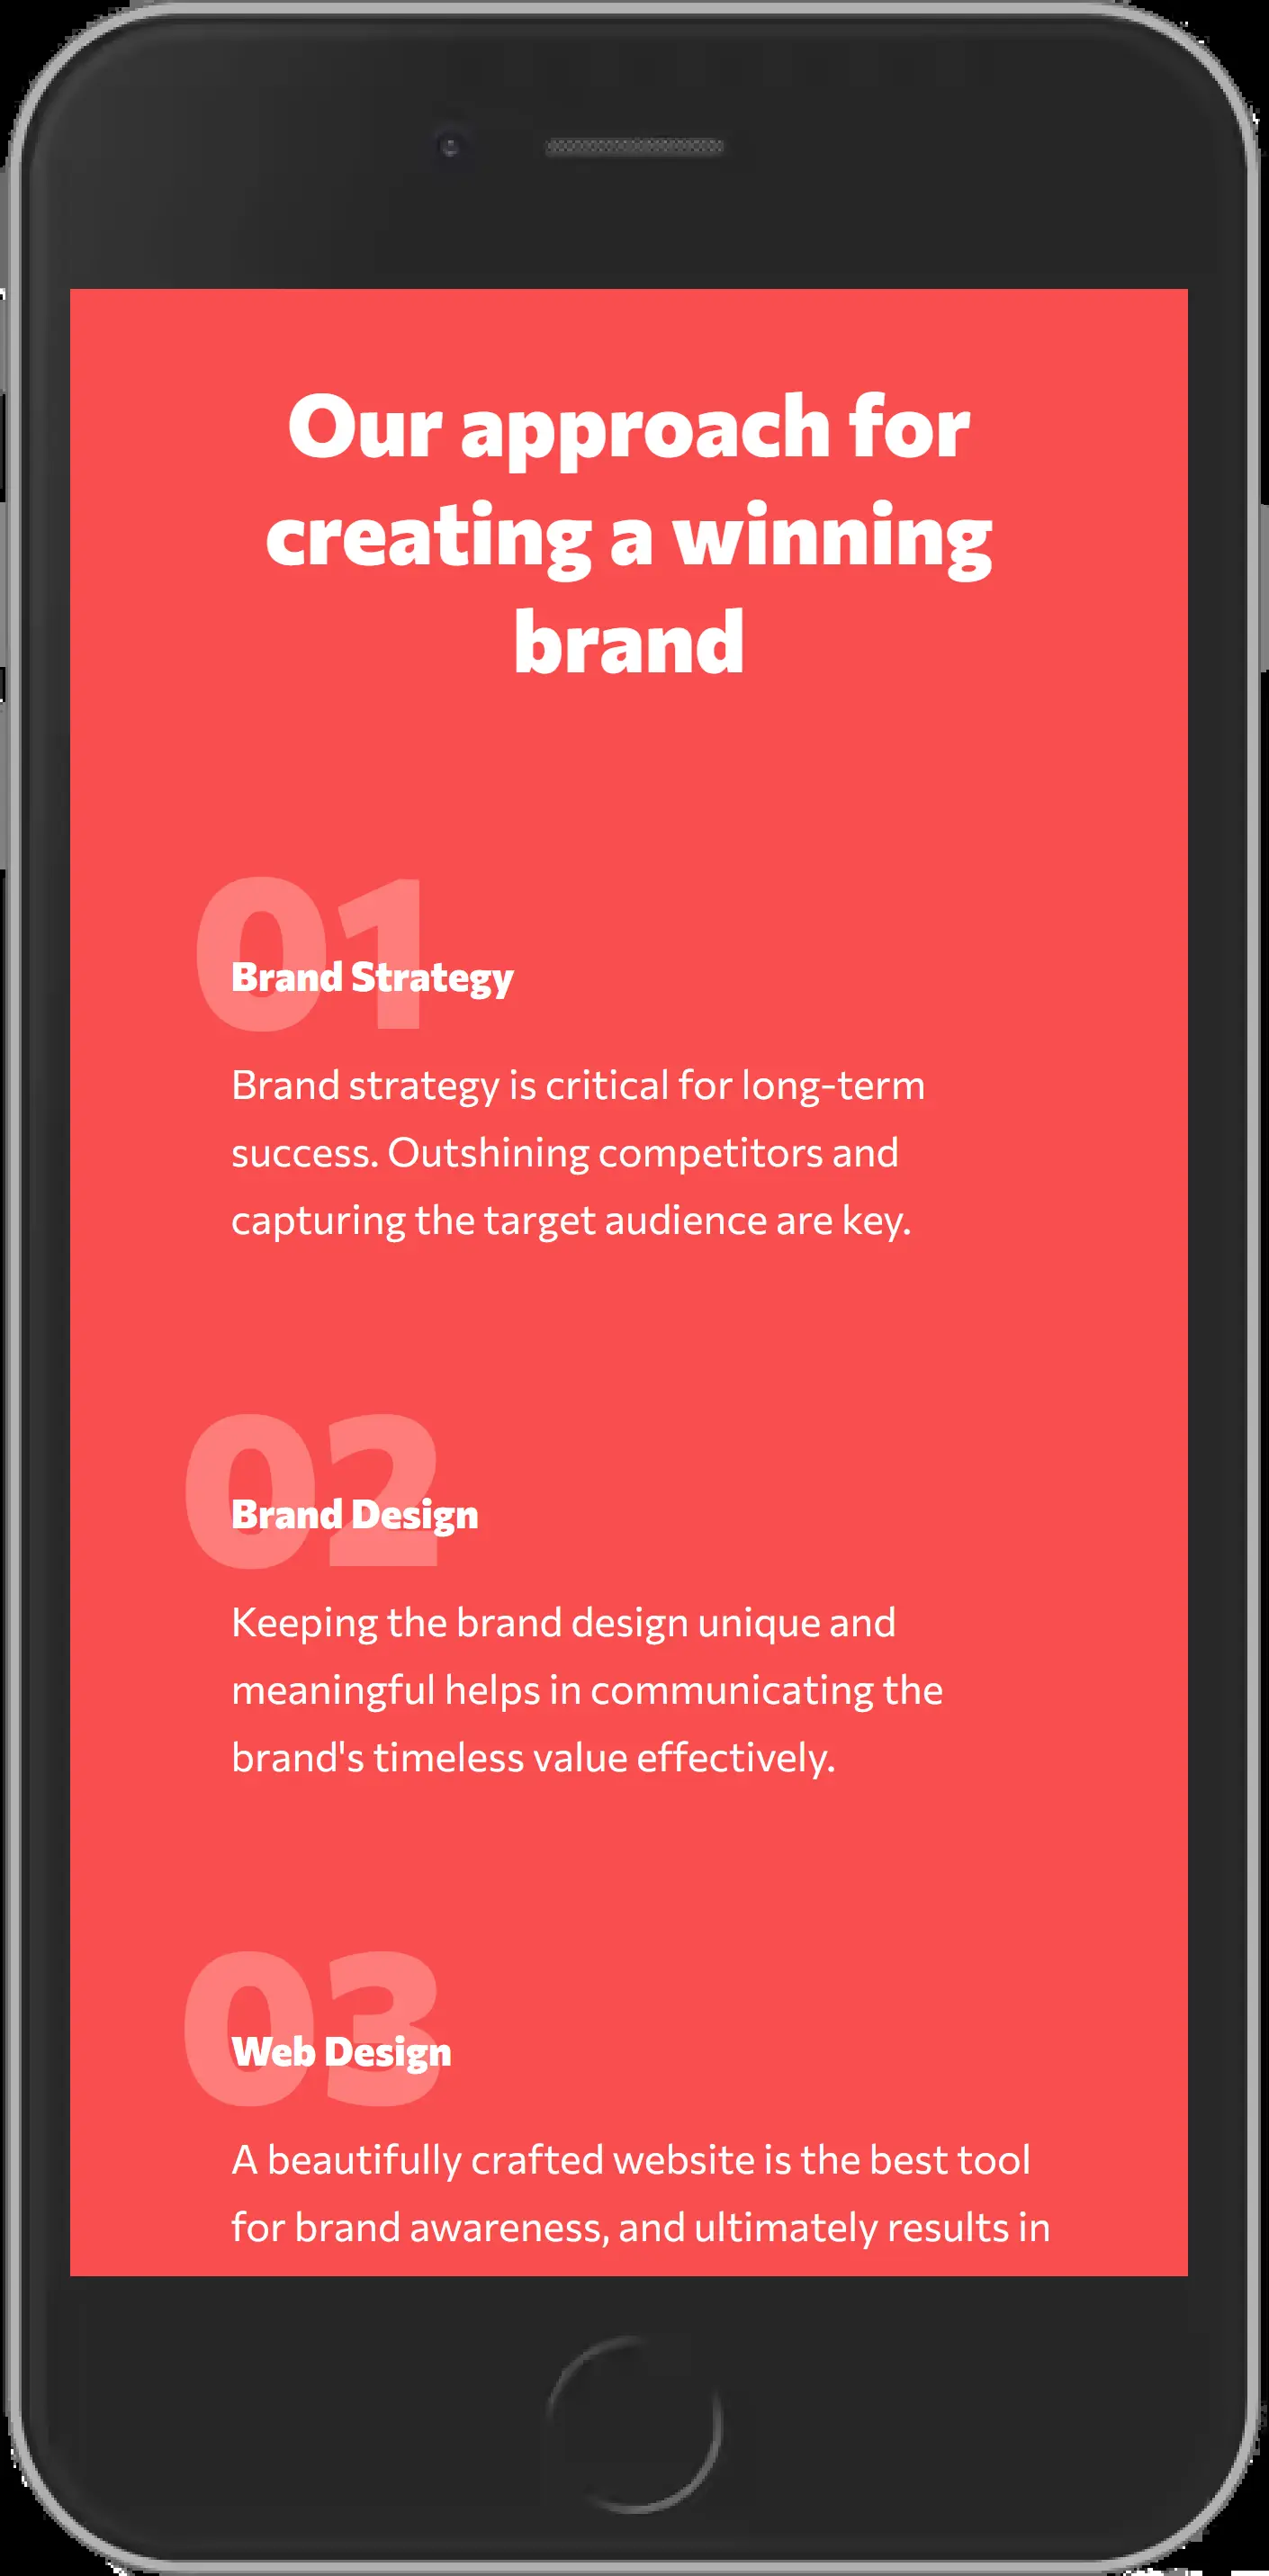 Our approach for
creating a winning
brand
01
Brand Strategy
Brand strategy is critical for long-term
success. Outshining competitors and
capturing the target audience are key.
02
Brand Design
Keeping the brand design unique and
meaningful helps in communicating the
brand's timeless value effectively.
03
Web Design
A beautifully crafted website is the best tool
for brand awareness, and ultimately results in